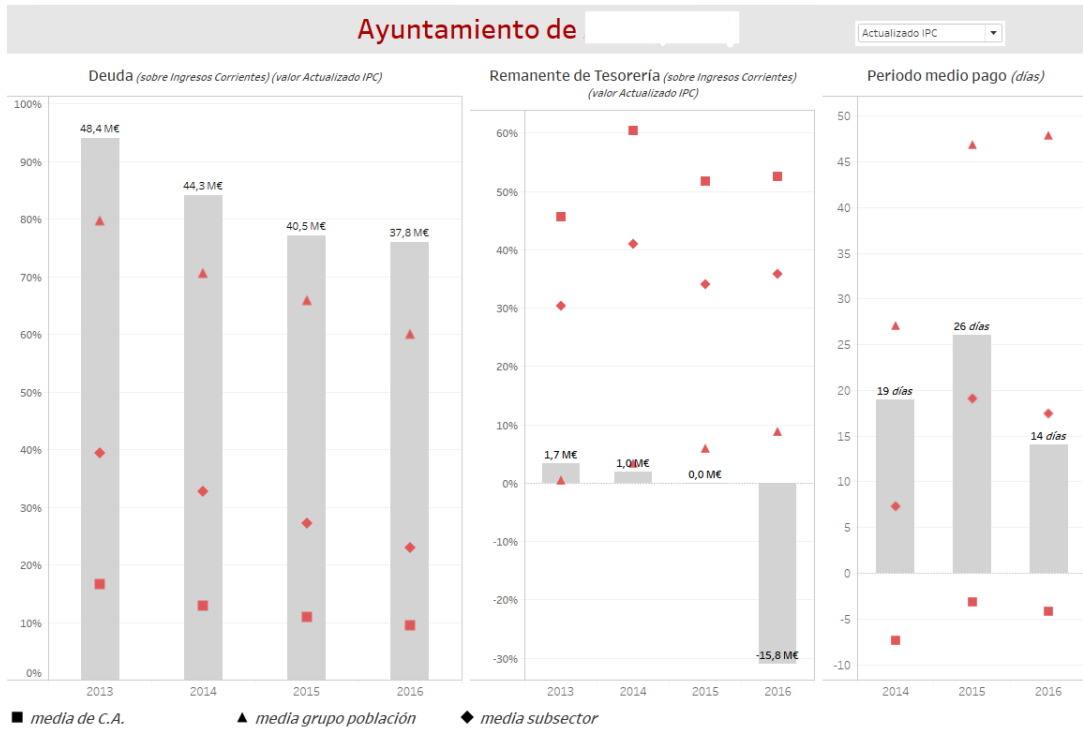 Ayuntamiento de
Actualizado IPC
Deuda (sobre Ingresos Corrientes) (valor Actualizado IPC)
100%
90%
80%
70%
60%
50%
40%
30%
20%
10%
0%
48,4 M€
44,3 M€
40,5 M€
37,8 M€
2013
2014
2015
2016
Remanente de Tesorería (sobre Ingresos Corrientes)
(valor Actualizado IPC)
60%
50%
40%
30%
20%
10%
0%
-10%
-20%
-30%
1,7 M€
1,0 M€
0,0 M€
-15,8 M€
2013
2014
2015
2016
Periodo medio pago (días)
50
45
40
35
30
25
20
15
10
5
0
-5
-10
19 días
26 días
14 días
2014
2015
2016
media de C.A.
media grupo población
media subsector